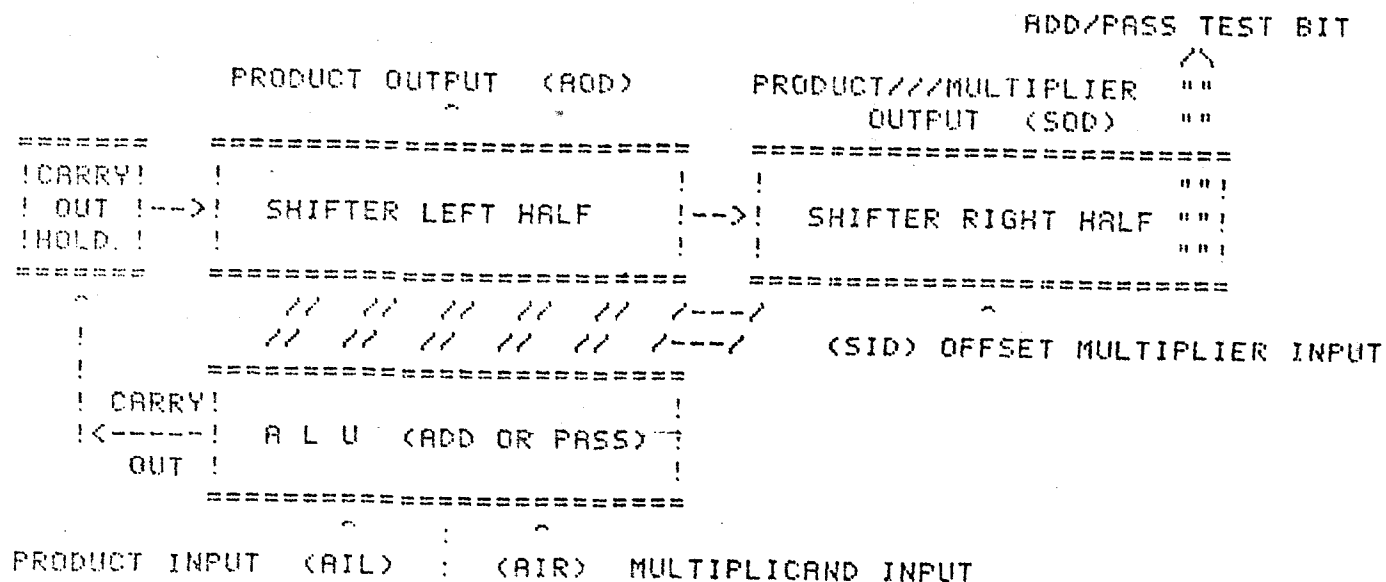 ADD/PASS TEST BIT
PRODUCT OUTPUT (AOD)
PRODUCT///MULTIPLIER
OUTPUT (SOD)
CARRY
OUT
HOLD.
SHIFTER LEFT HALF
SHIFTER RIGHT HALF
(SID) OFFSET MULTIPLIER INPUT
CARRY
OUT
A L U (ADD OR PASS)
PRODUCT INPUT (AIL) : (AIR) MULTIPLICAND INPUT